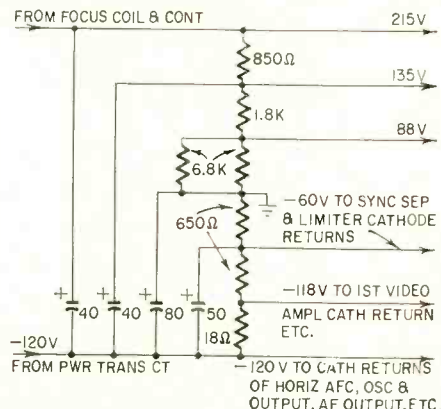 FROM FOCUS COIL & CONT
215V
850Ω
135V
1.8K
88V
6.8K
-60V TO SYNC SEP
& LIMITER CATHODE
RETURNS
650Ω
-118V TO 1ST VIDEO
AMPL CATH RETURN
ETC.
+ 40
+ 40
+ 80
+ 50
18Ω
-120V
FROM PWR TRANS CT
-120 V TO CATH RETURNS
OF HORIZ AFC, OSC &
OUTPUT, AF OUTPUT, ETC